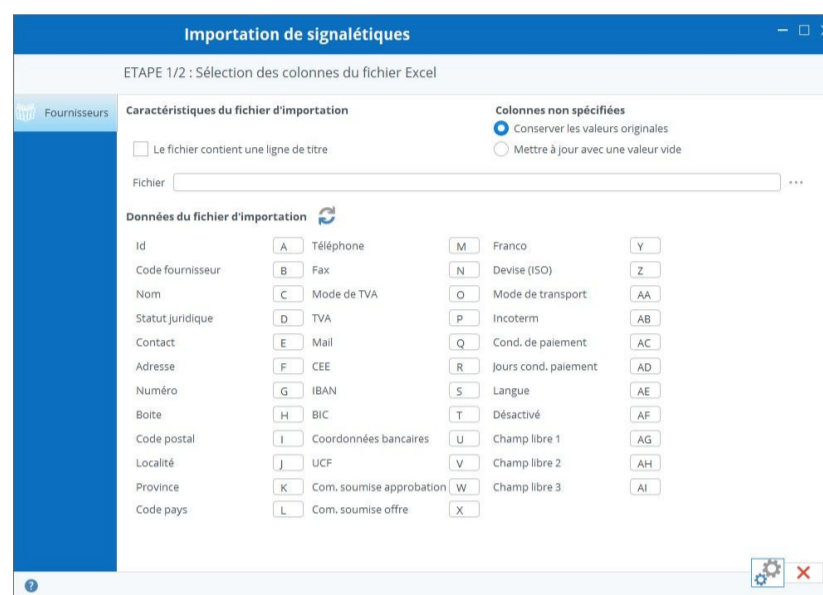 Importation de signalétiques
ETAPE 1/2 : Sélection des colonnes du fichier Excel
Fournisseurs
Caractéristiques du fichier d'importation
Colonnes non spécifiées
Conserver les valeurs originales
Le fichier contient une ligne de titre
Mettre à jour avec une valeur vide
Fichier ...
Données du fichier d'importation
Id A Téléphone M Franco Y
Code fournisseur B Fax N Devise (ISO) Z
Nom C Mode de TVA O Mode de transport AA
Statut juridique D TVA P Incoterm AB
Contact E Mail Q Cond. de paiement AC
Adresse F CEE R Jours cond. paiement AD
Numéro G IBAN S Langue AE
Boite H BIC T Désactivé AF
Code postal I Coordonnées bancaires U Champ libre 1 AG
Localité J UCF V Champ libre 2 AH
Province K Com. soumise approbation W Champ libre 3 AI
Code pays L Com. soumise offre X
?